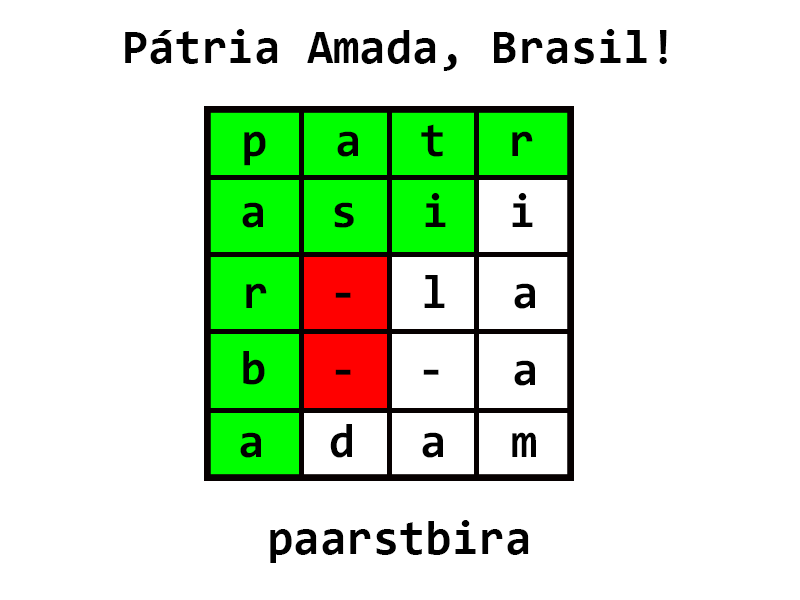 Pátria Amada, Brasil!
p a t r
a s i i
r - l a
b - - a
a d a m
paarstbira